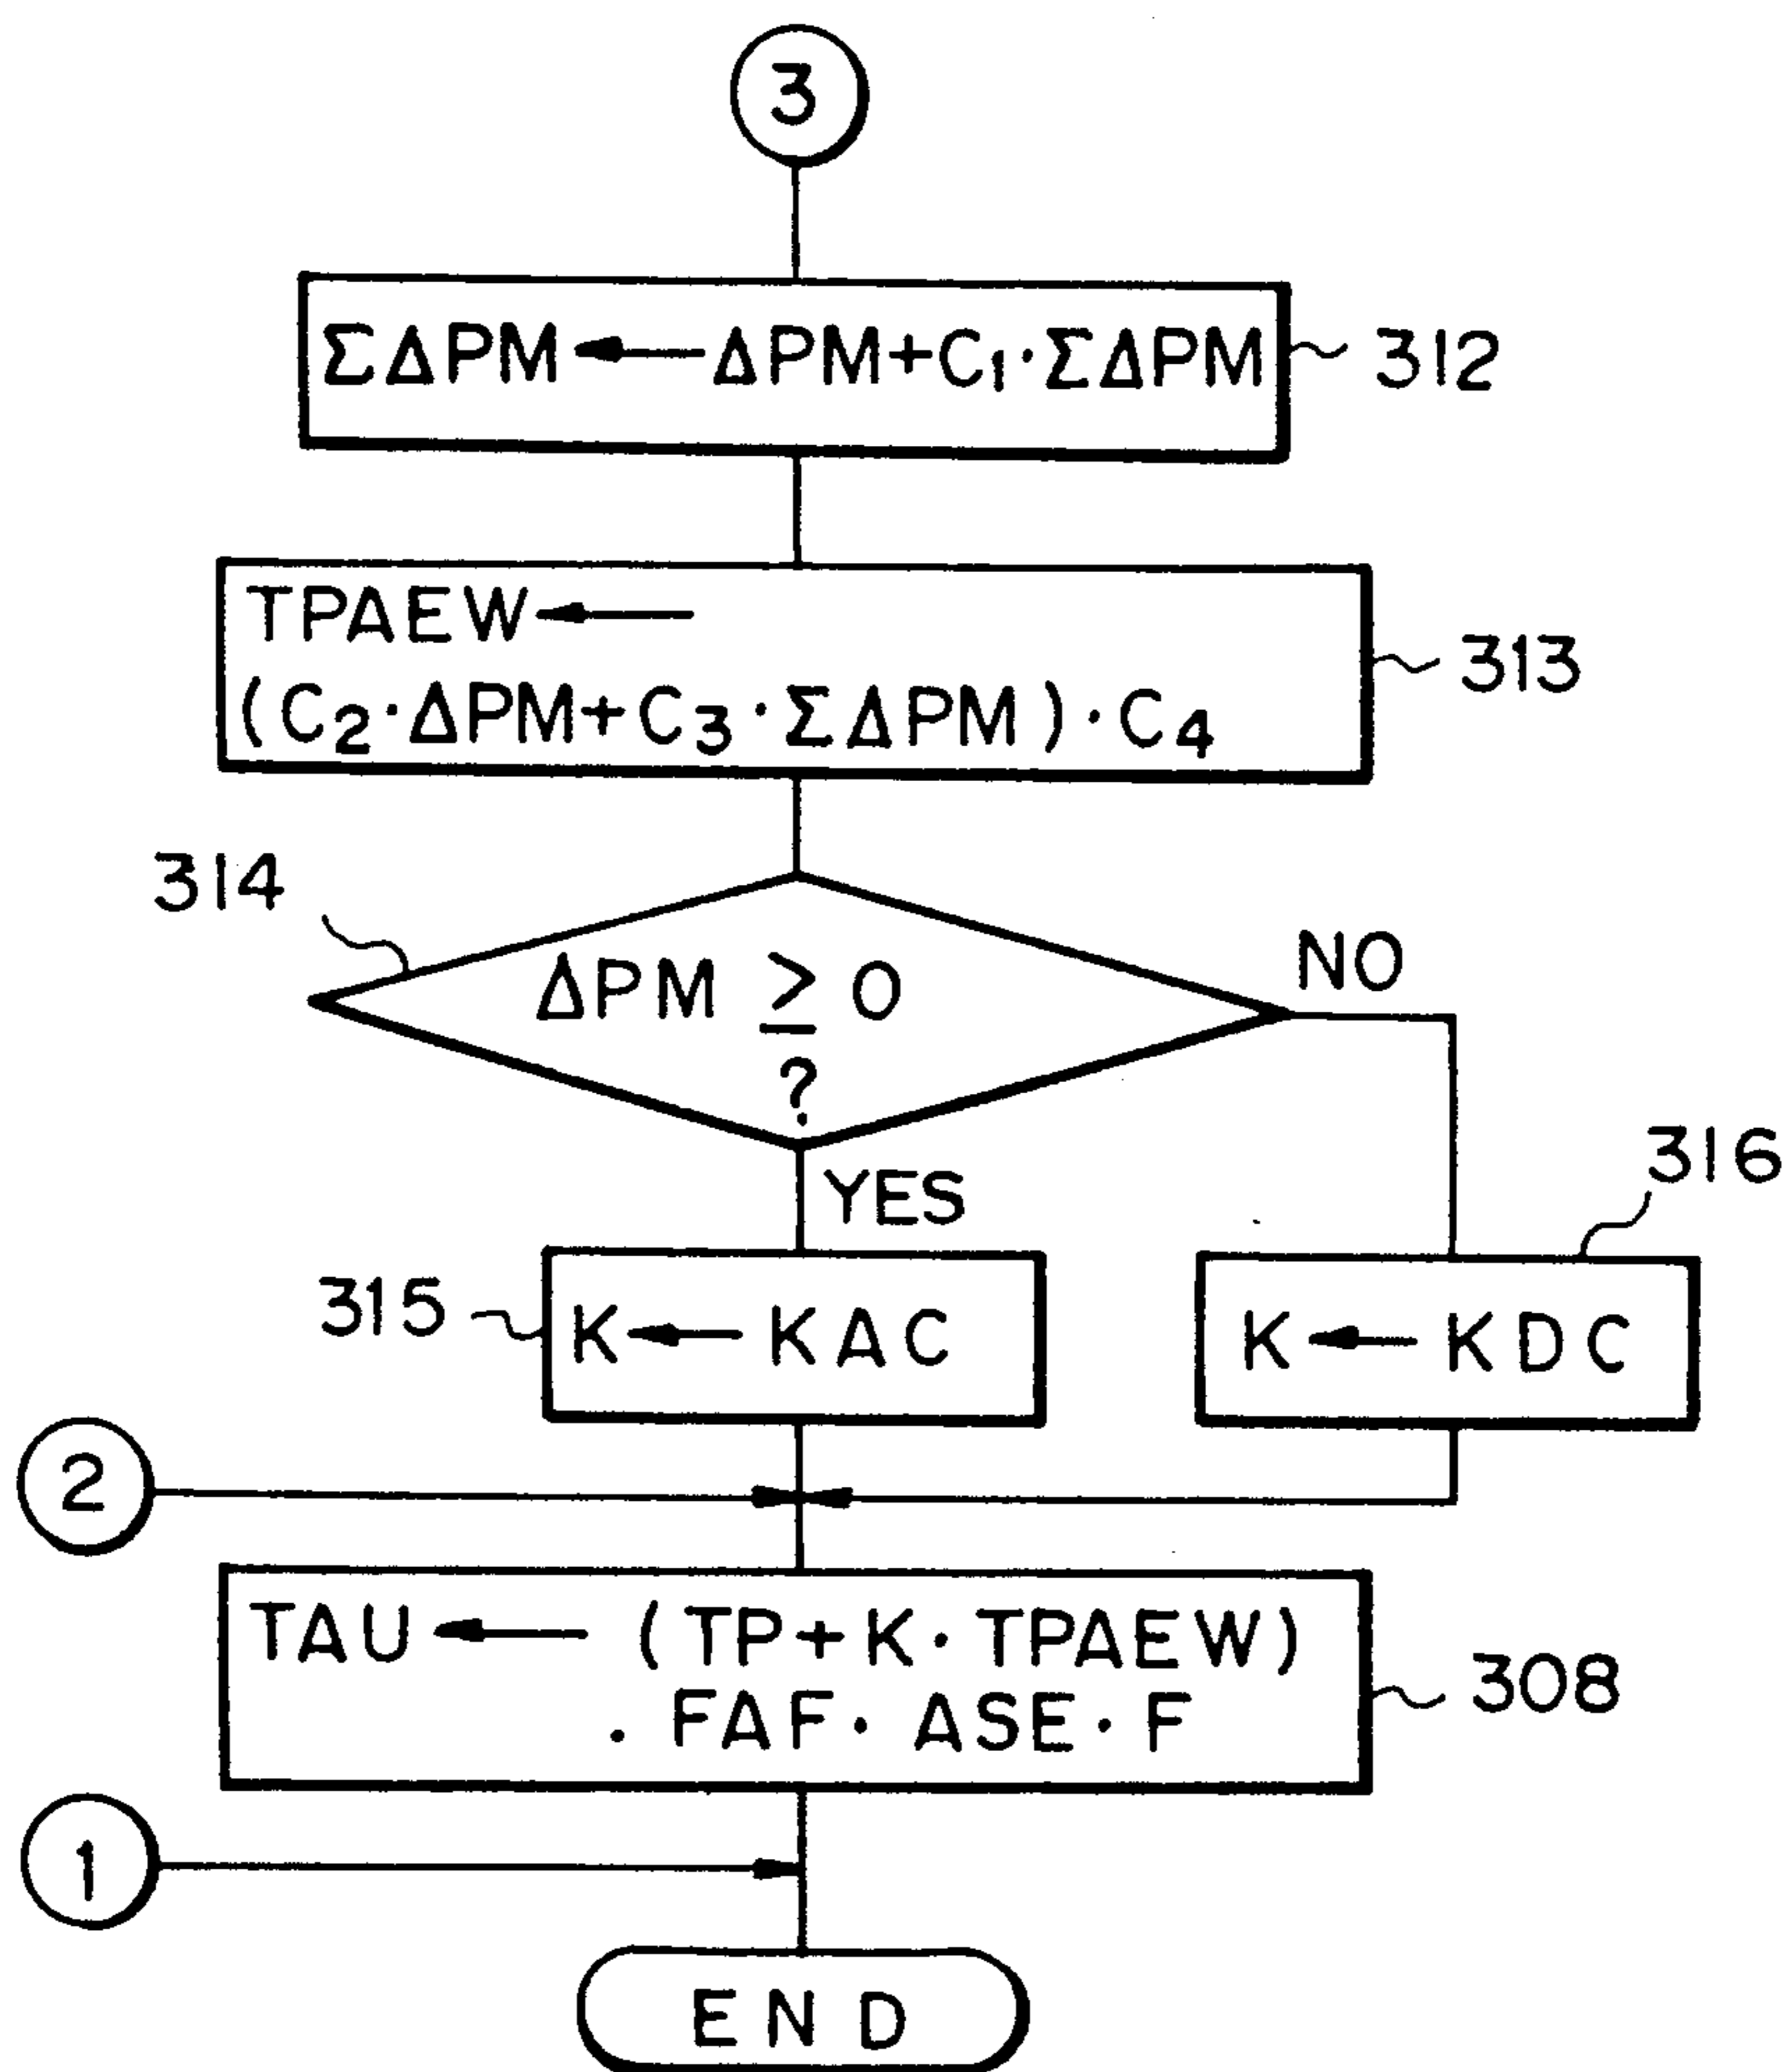 3
ΣΔPM ← ΔPM+C₁·ΣΔPM
312
TPAEW ←
(C₂·ΔPM+C₃·ΣΔPM)·C₄
313
314
ΔPM ≥ 0
?
NO
YES
316
315
K ← KAC
K ← KDC
2
TAU ← (TP+K·TPAEW)
·FAF·ASE·F
308
1
END